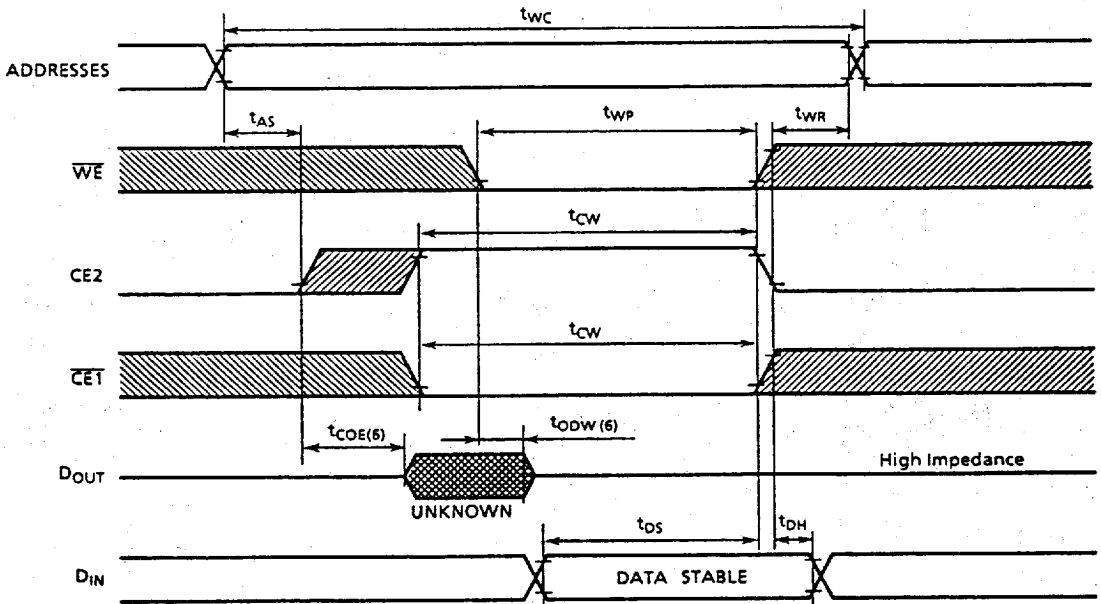 tWC
ADDRESSES
tAS
tWP
tWR
WE
tCW
CE2
tCW
CE1
tCOE(6)
tODW(6)
DOUT
High Impedance
UNKNOWN
tDS
tDH
DIN
DATA STABLE